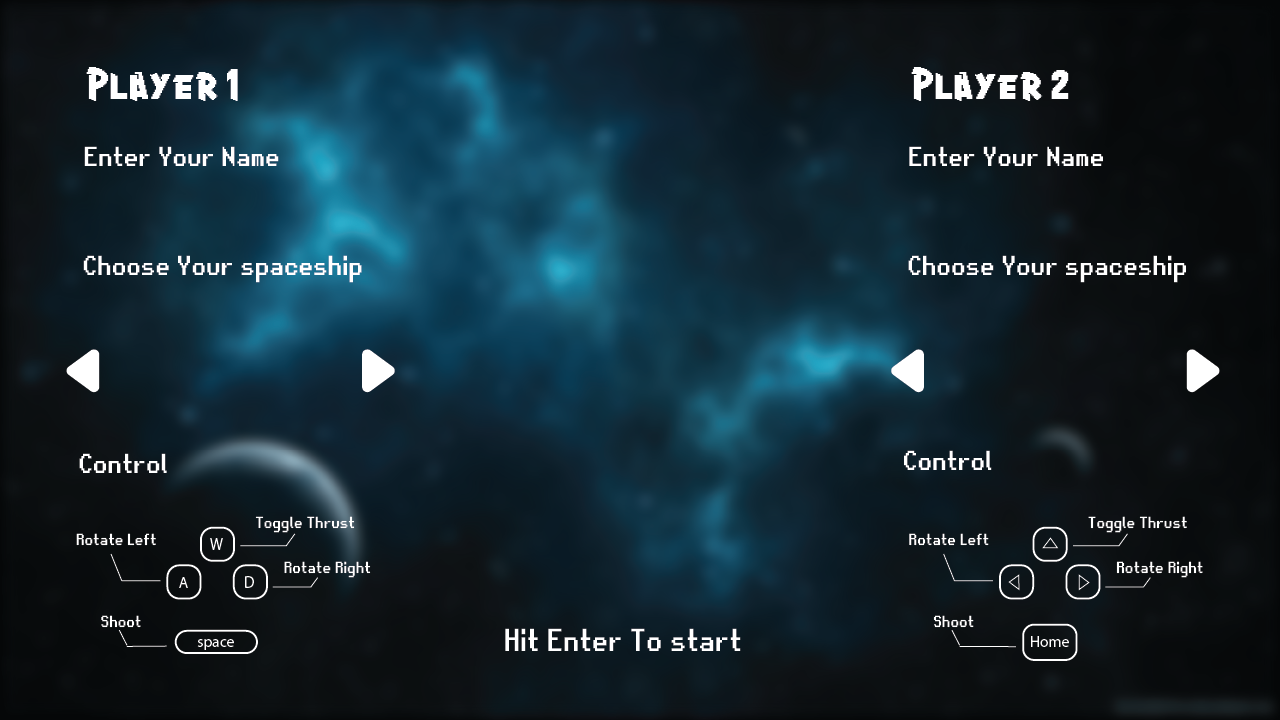 PLAYER 1
Enter Your Name
Choose Your spaceship
Control
Toggle Thrust
Rotate Left
W
Rotate Right
A
D
Shoot
space
Hit Enter To start
PLAYER 2
Enter Your Name
Choose Your spaceship
Control
Toggle Thrust
Rotate Left
Rotate Right
Shoot
Home